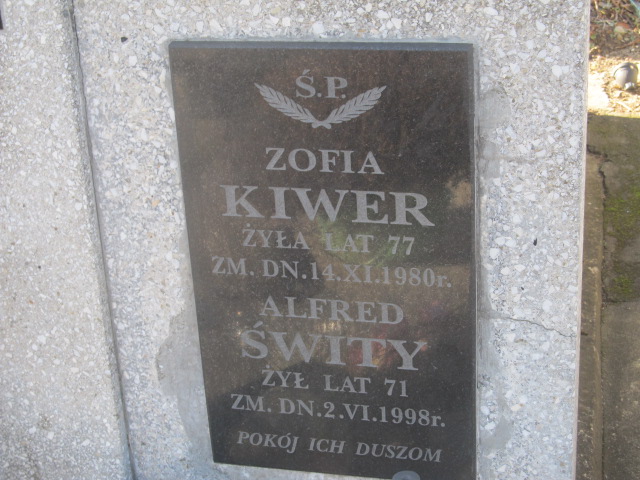 Ś.P.
ZOFIA
KIWER
ŻYŁA LAT 77
ZM. DN.14.XI.1980r.
ALFRED
ŚWITY
ŻYŁ LAT 71
ZM. DN.2.VI.1998r.
POKÓJ ICH DUSZOM